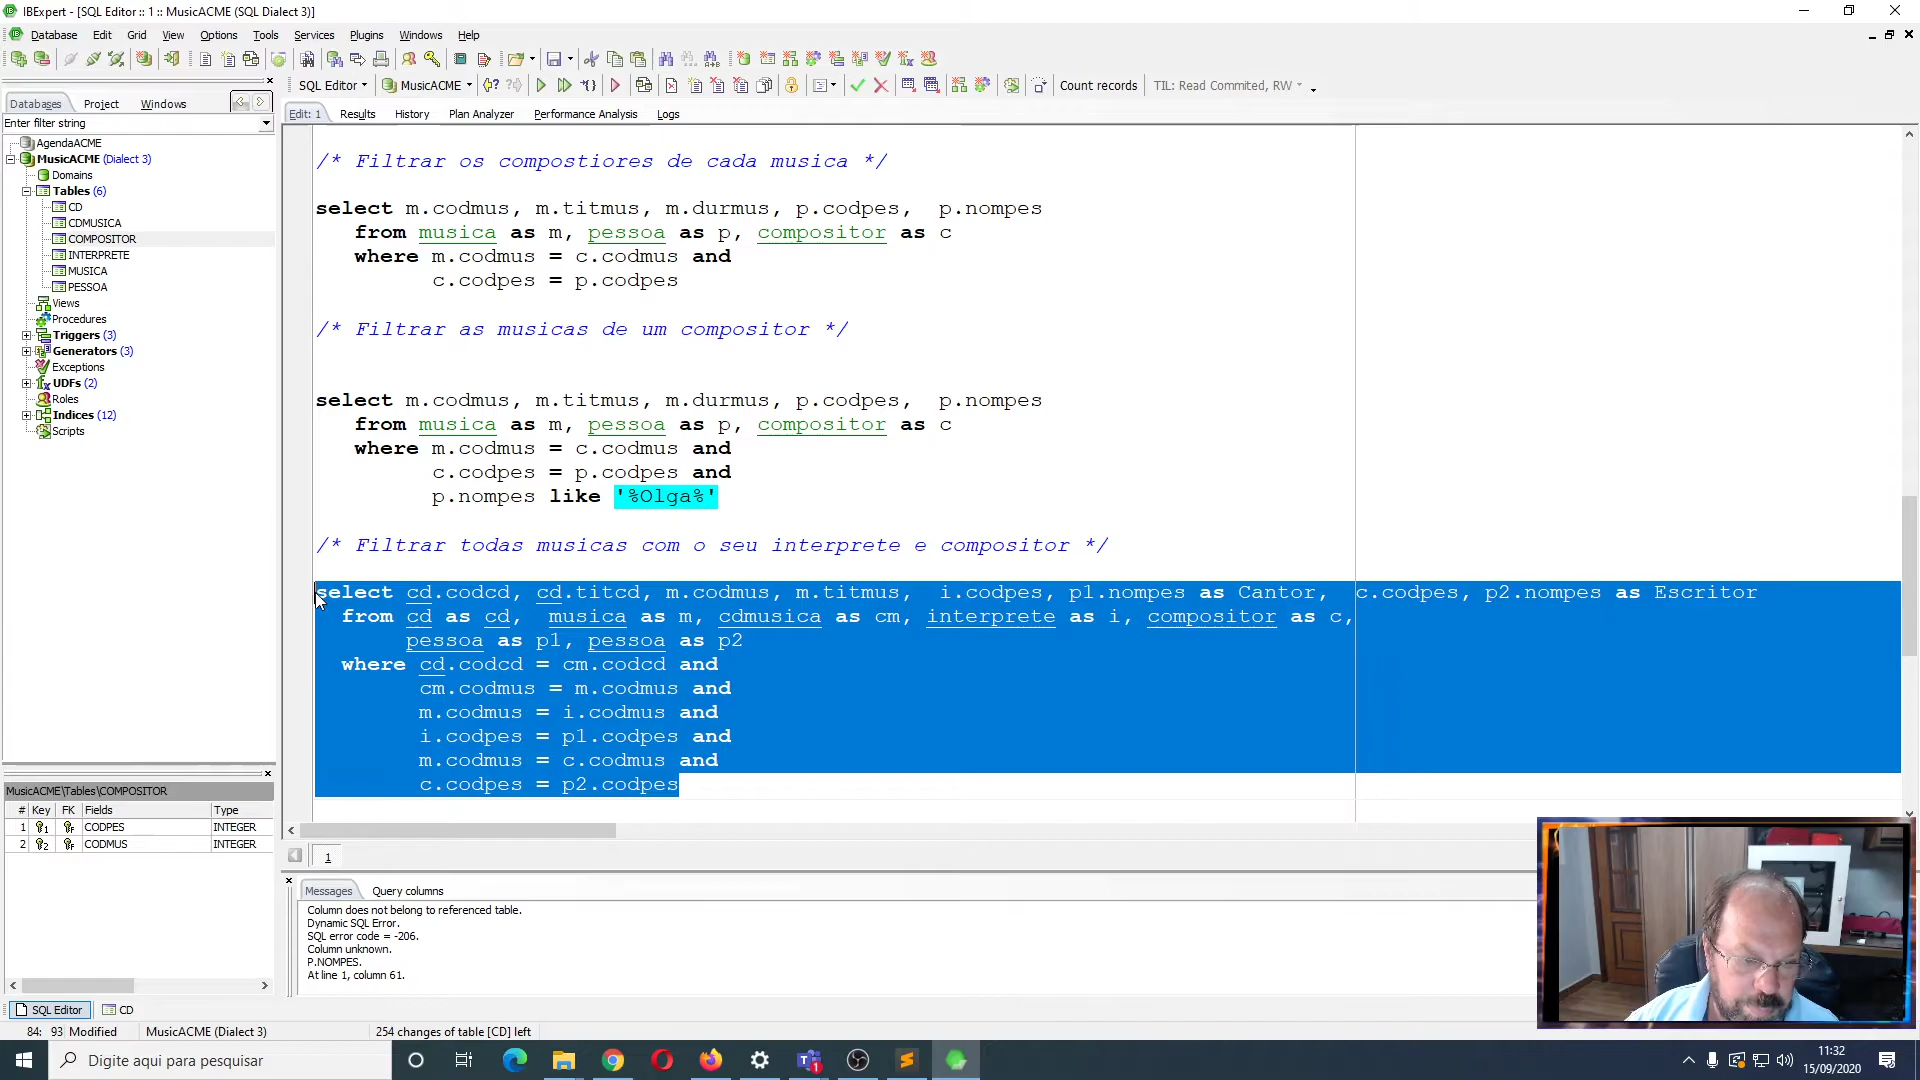 IBExpert - [SQL Editor :: 1 :: MusicACME (SQL Dialect 3)]
Database Edit Grid View Options Tools Services Plugins Windows Help
SQL Editor MusicACME Count records TIL: Read Commited, RW
Databases Project Windows
Edit: 1 Results History Plan Analyzer Performance Analysis Logs
Enter filter string
AgendaACME
MusicACME (Dialect 3)
Domains
Tables (6)
CD
CDMUSICA
COMPOSITOR
INTERPRETE
MUSICA
PESSOA
Views
Procedures
Triggers (3)
Generators (3)
Exceptions
UDFs (2)
Roles
Indices (12)
Scripts
/* Filtrar os compostiores de cada musica */
select m.codmus, m.titmus, m.durmus, p.codpes, p.nompes
from musica as m, pessoa as p, compositor as c
where m.codmus = c.codmus and
c.codpes = p.codpes
/* Filtrar as musicas de um compositor */
select m.codmus, m.titmus, m.durmus, p.codpes, p.nompes
from musica as m, pessoa as p, compositor as c
where m.codmus = c.codmus and
c.codpes = p.codpes and
p.nompes like '%Olga%'
/* Filtrar todas musicas com o seu interprete e compositor */
select cd.codcd, cd.titcd, m.codmus, m.titmus, i.codpes, p1.nompes as Cantor, c.codpes, p2.nompes as Escritor
from cd as cd, musica as m, cdmusica as cm, interprete as i, compositor as c,
pessoa as p1, pessoa as p2
where cd.codcd = cm.codcd and
cm.codmus = m.codmus and
m.codmus = i.codmus and
i.codpes = p1.codpes and
m.codmus = c.codmus and
c.codpes = p2.codpes
1
MusicACME\Tables\COMPOSITOR
# Key FK Fields Type
1 1 F CODPES INTEGER
2 2 F CODMUS INTEGER
Messages Query columns
Column does not belong to referenced table.
Dynamic SQL Error.
SQL error code = -206.
Column unknown.
P.NOMPES.
At line 1, column 61.
SQL Editor CD
84: 93 Modified MusicACME (Dialect 3) 254 changes of table [CD] left
Digite aqui para pesquisar
1
11:32
15/09/2020